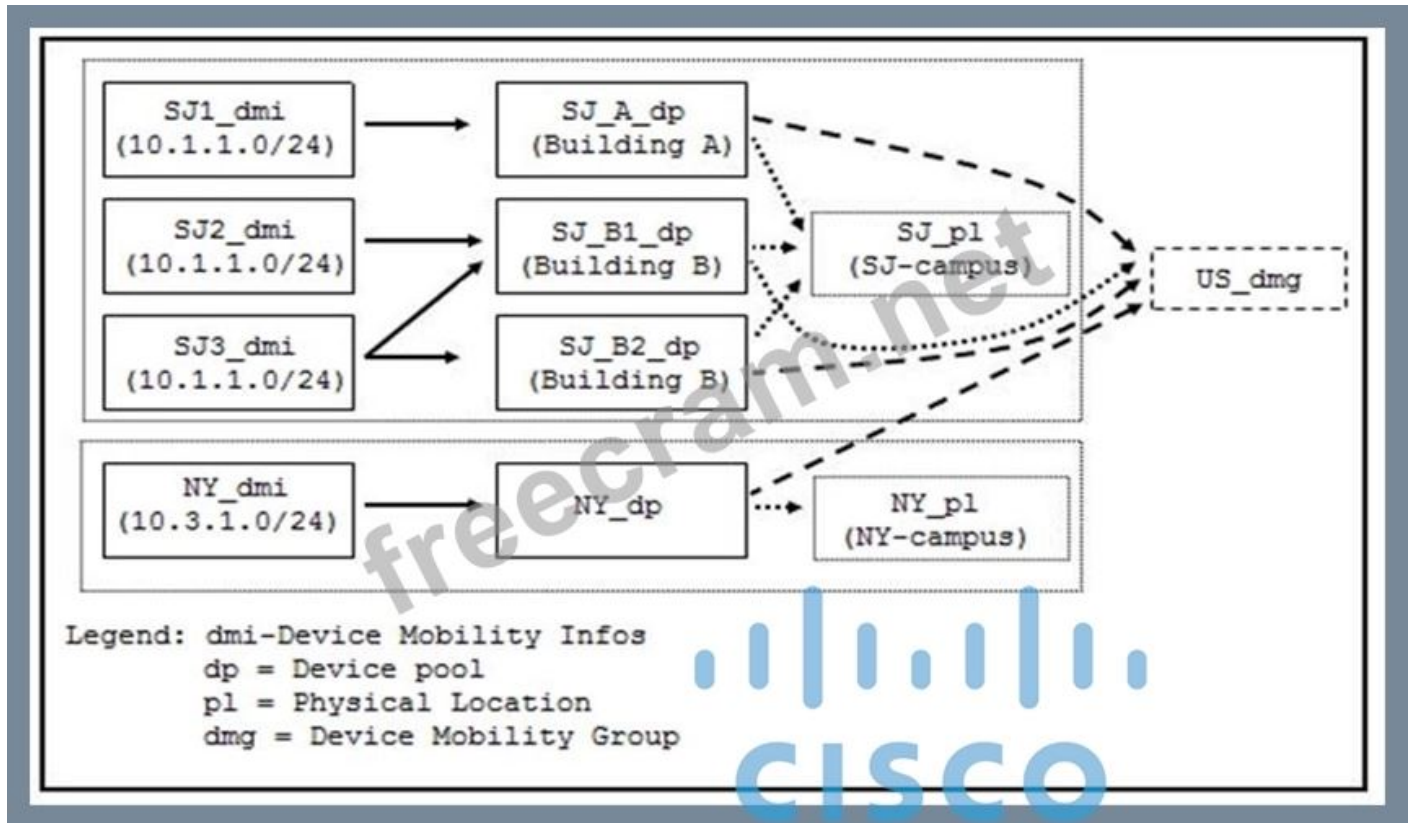 SJ1_dmi
(10.1.1.0/24)
SJ_A_dp
(Building A)
SJ2_dmi
(10.1.1.0/24)
SJ_B1_dp
(Building B)
SJ_pl
(SJ-campus)
US_dmg
SJ3_dmi
(10.1.1.0/24)
SJ_B2_dp
(Building B)
NY_dmi
(10.3.1.0/24)
NY_dp
NY_pl
(NY-campus)
freecram.net
Legend: dmi-Device Mobility Infos
dp = Device pool
pl = Physical Location
dmg = Device Mobility Group
CISCO